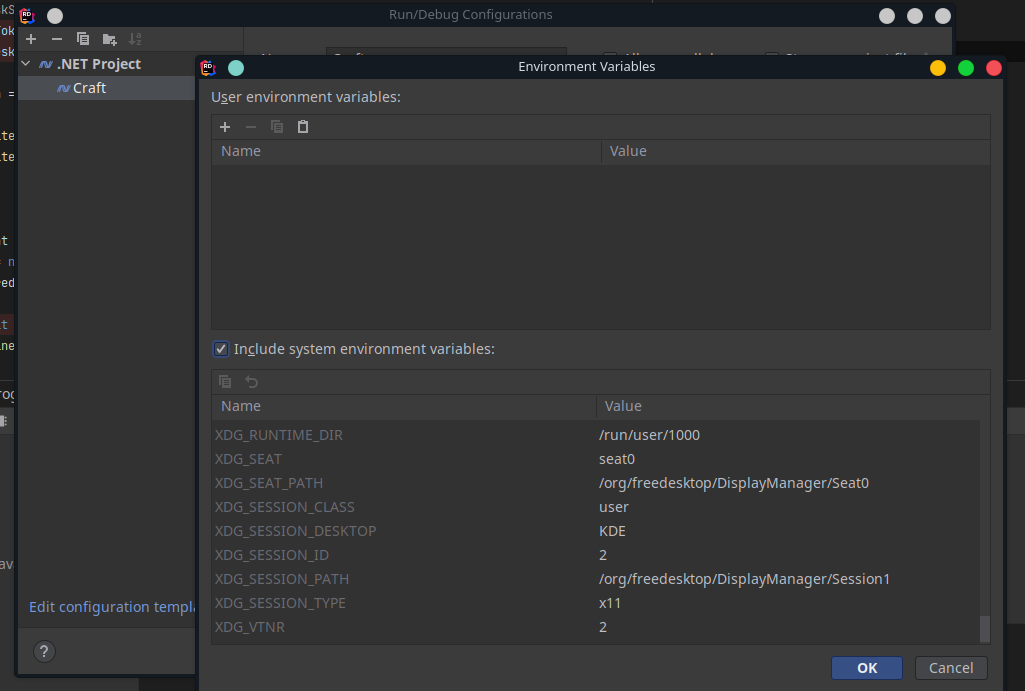 Run/Debug Configurations
.NET Project
Craft
Environment Variables
User environment variables:
Name Value
Include system environment variables:
Name Value
XDG_RUNTIME_DIR /run/user/1000
XDG_SEAT seat0
XDG_SEAT_PATH /org/freedesktop/DisplayManager/Seat0
XDG_SESSION_CLASS user
XDG_SESSION_DESKTOP KDE
XDG_SESSION_ID 2
XDG_SESSION_PATH /org/freedesktop/DisplayManager/Session1
XDG_SESSION_TYPE x11
XDG_VTNR 2
Edit configuration templa
?
OK Cancel